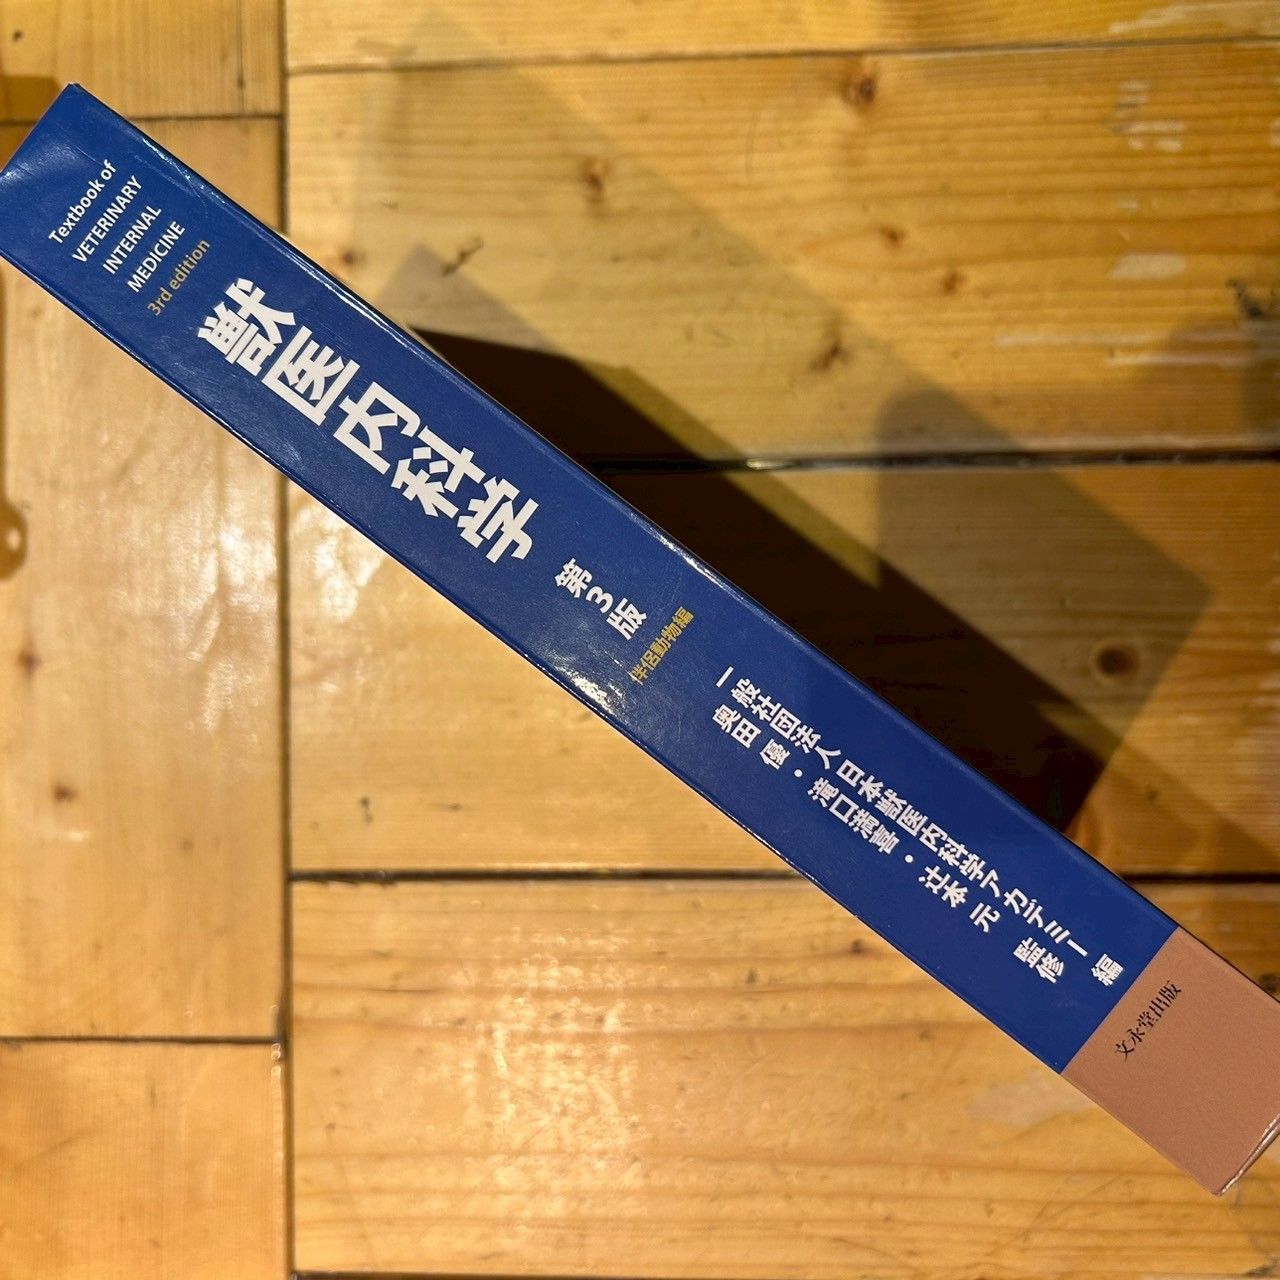 Textbook of
VETERINARY
INTERNAL
MEDICINE
3rd edition
獣医内科学
第3版
伴侶動物編
一般社団法人日本獣医内科学アカデミー 編
奥田 優・滝口満喜・辻本 元 監修
文永堂出版